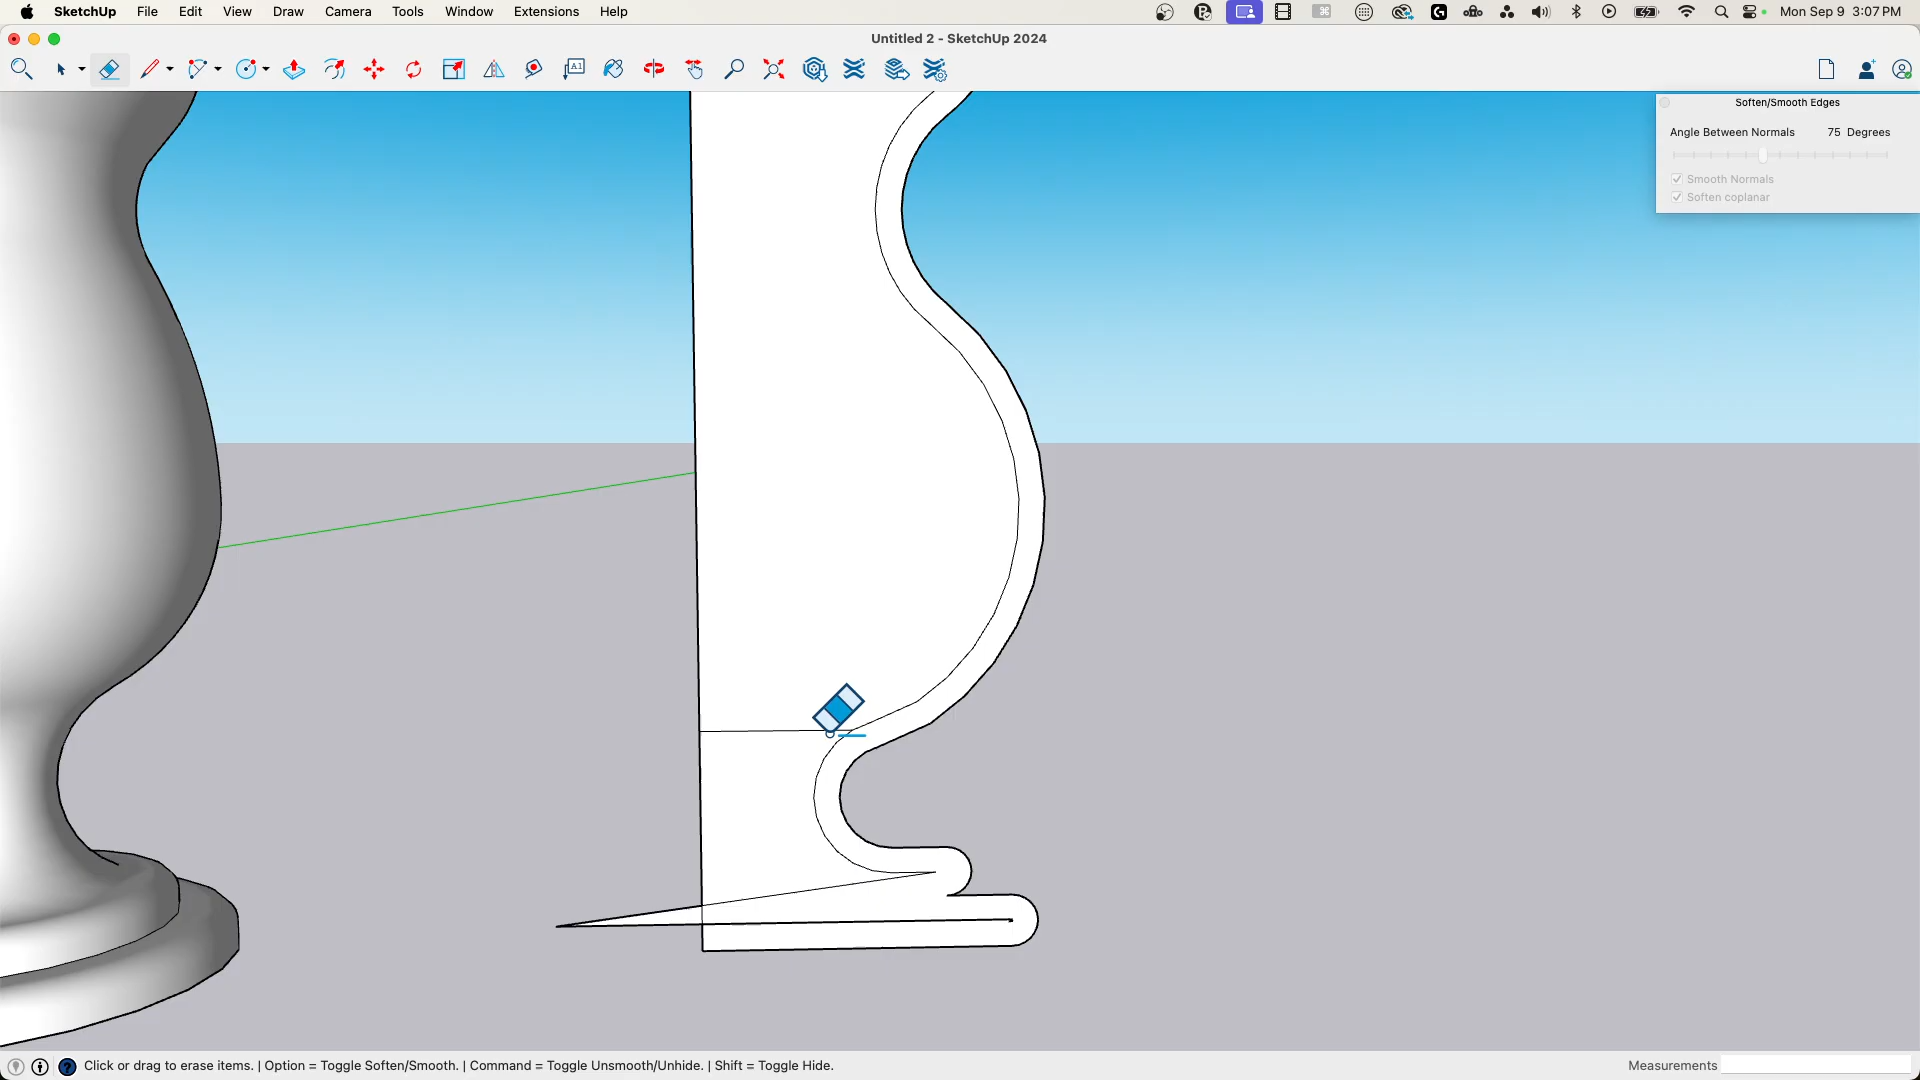 SketchUp File Edit View Draw Camera Tools Window Extensions Help Mon Sep 9 3:07 PM
Untitled 2 - SketchUp 2024
A1
Soften/Smooth Edges
Angle Between Normals 75 Degrees
Smooth Normals
Soften coplanar
Click or drag to erase items. | Option = Toggle Soften/Smooth. | Command = Toggle Unsmooth/Unhide. | Shift = Toggle Hide. Measurements